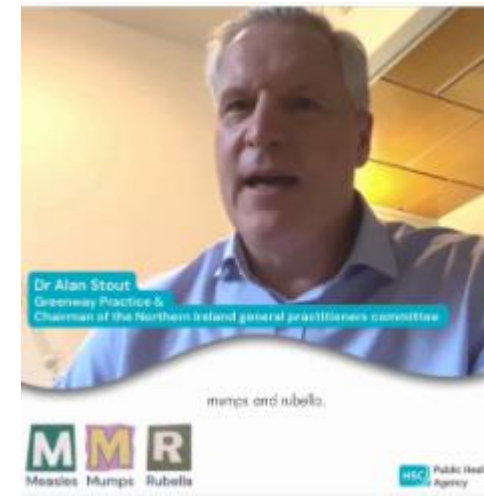 Dr Alan Stout
Greenway Practice &
Chairman of the Northern Ireland general practitioners committee
mumps and rubella.
M M R
Measles Mumps Rubella
HSC Public Health
Agency